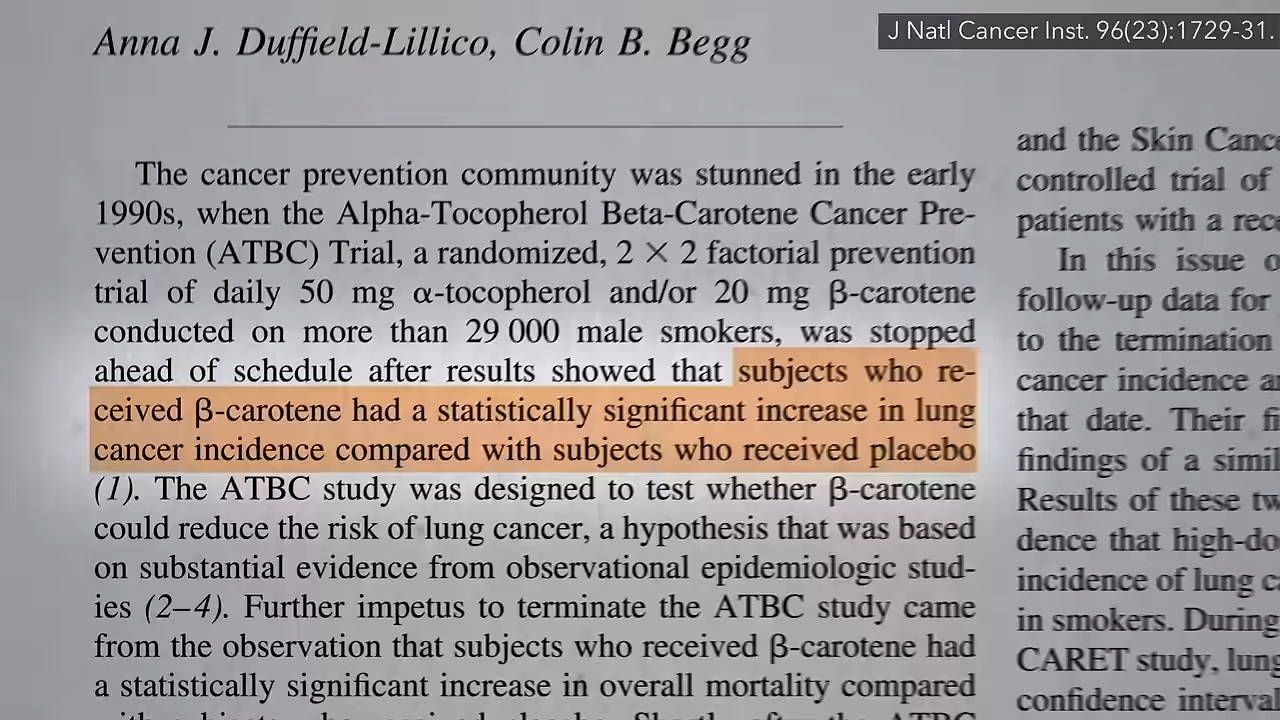 J Natl Cancer Inst. 96(23):1729-31.
Anna J. Duffield-Lillico, Colin B. Begg
The cancer prevention community was stunned in the early
1990s, when the Alpha-Tocopherol Beta-Carotene Cancer Pre-
vention (ATBC) Trial, a randomized, 2 × 2 factorial prevention
trial of daily 50 mg α-tocopherol and/or 20 mg β-carotene
conducted on more than 29 000 male smokers, was stopped
ahead of schedule after results showed that subjects who re-
ceived β-carotene had a statistically significant increase in lung
cancer incidence compared with subjects who received placebo
(1). The ATBC study was designed to test whether β-carotene
could reduce the risk of lung cancer, a hypothesis that was based
on substantial evidence from observational epidemiologic stud-
ies (2–4). Further impetus to terminate the ATBC study came
from the observation that subjects who received β-carotene had
a statistically significant increase in overall mortality compared
and the Skin
controlled trial of
patients with a
In this issue
follow-up data for
to the termination
cancer incidence
that date. Their
findings of a
Results of these
dence that
incidence of lung
in smokers. During
CARET study,
confidence